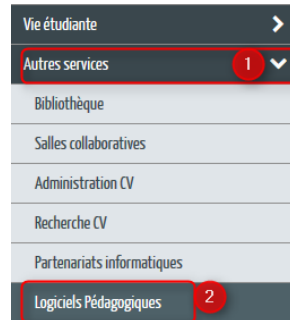 Vie étudiante
Autres services 1
Bibliothèque
Salles collaboratives
Administration CV
Recherche CV
Partenariats informatiques
Logiciels Pédagogiques 2